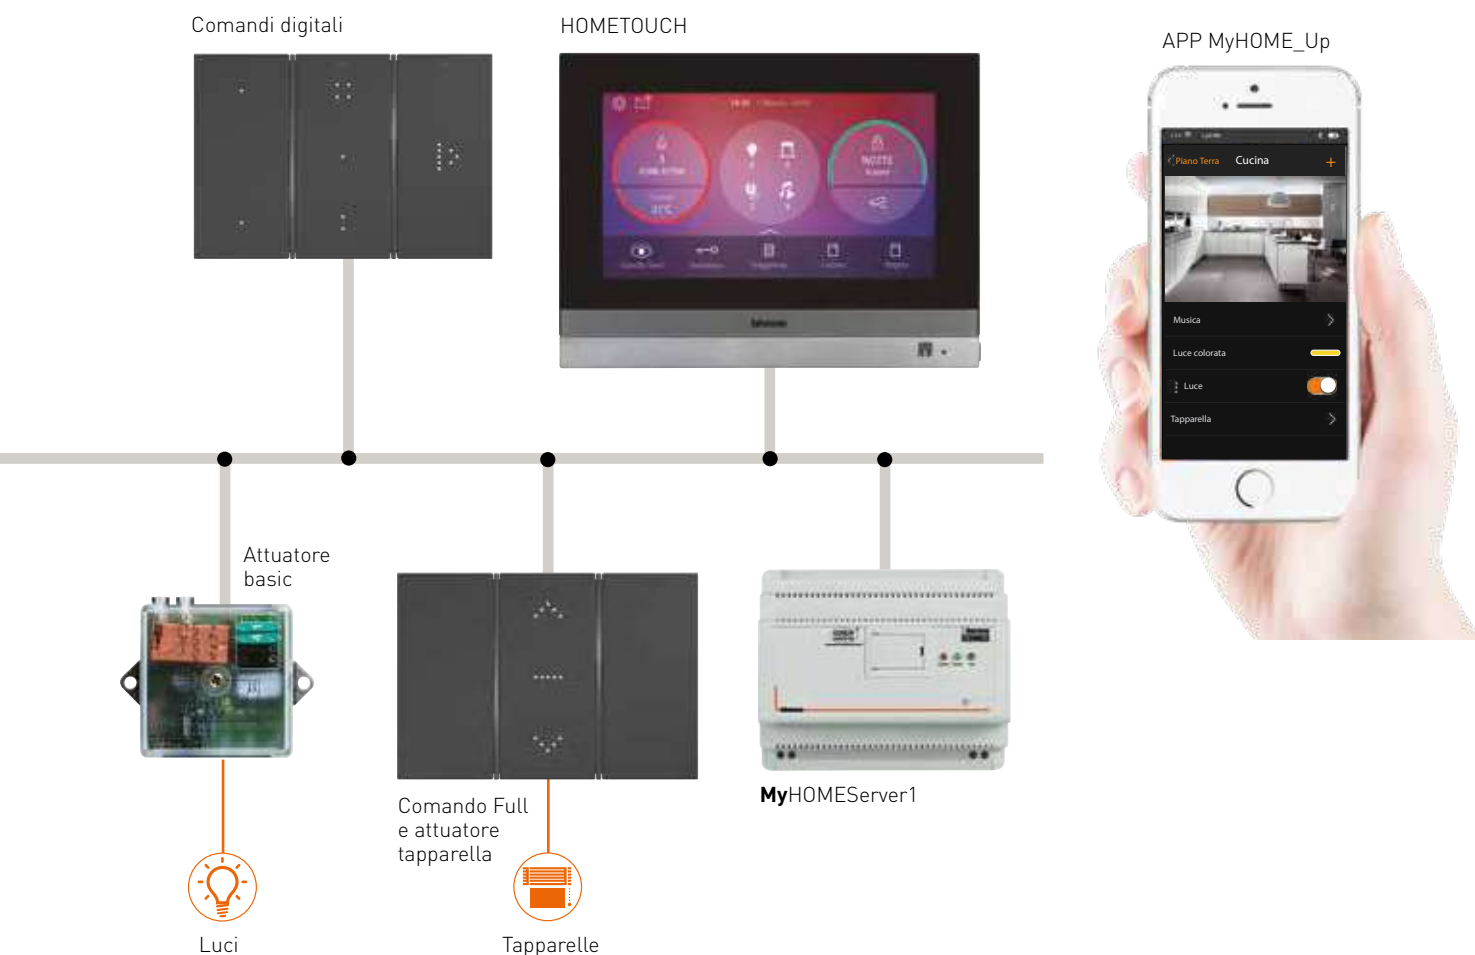 Comandi digitali
HOMETOUCH
APP MyHOME_Up
NOTTE
Piano Terra
Cucina
+
Musica
Luce colorata
Luce
Tapparella
Attuatore
basic
Comando Full
e attuatore
tapparella
MyHOMEServer1
Luci
Tapparelle